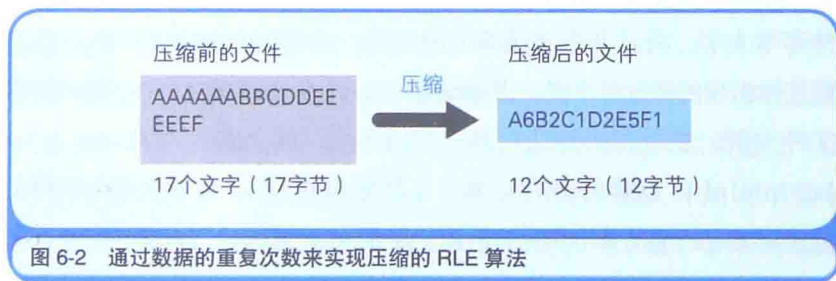 压缩前的文件
压缩后的文件
AAAAAABBCDDEE
EEEF
压缩
A6B2C1D2E5F1
17个文字（17字节）
12个文字（12字节）
图 6-2 通过数据的重复次数来实现压缩的 RLE 算法